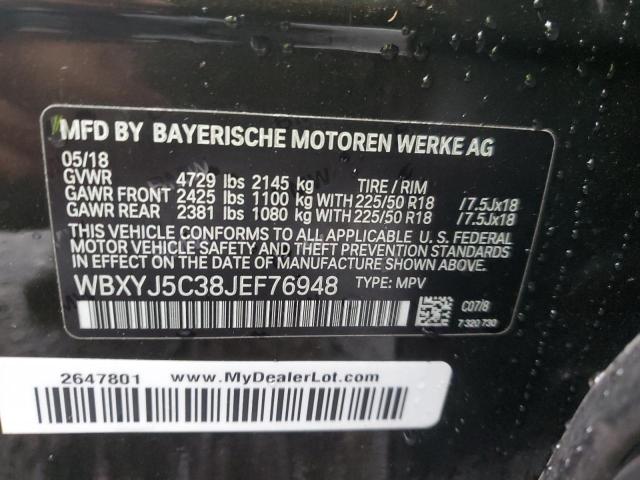 MFD BY BAYERISCHE MOTOREN WERKE AG
05/18
GVWR 4729 lbs 2145 kg TIRE / RIM
GAWR FRONT 2425 lbs 1100 kg WITH 225/50 R18 /7.5Jx18
GAWR REAR 2381 lbs 1080 kg WITH 225/50 R18 /7.5Jx18
THIS VEHICLE CONFORMS TO ALL APPLICABLE U. S. FEDERAL
MOTOR VEHICLE SAFETY AND THEFT PREVENTION STANDARDS
IN EFFECT ON THE DATE OF MANUFACTURE SHOWN ABOVE.
WBXYJ5C38JEF76948 TYPE: MPV
C07/8
7 320 730
2647801 www.MyDealerLot.com